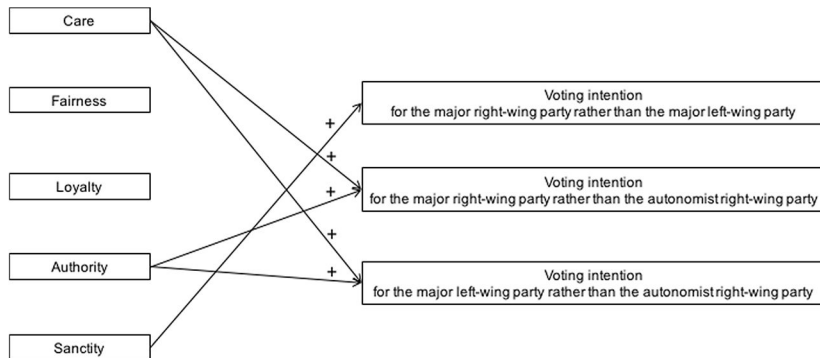 Care
Fairness
Loyalty
Authority
Sanctity
+
+
+
+
+
Voting intention
for the major right-wing party rather than the major left-wing party
Voting intention
for the major right-wing party rather than the autonomist right-wing party
Voting intention
for the major left-wing party rather than the autonomist right-wing party